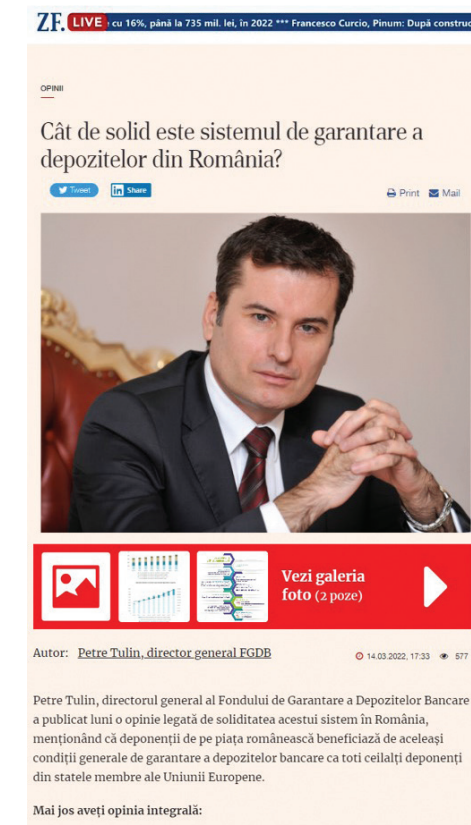 ZF. LIVE cu 16%, până la 735 mil. lei, în 2022 *** Francesco Curcio, Pinum: După construc
OPINII
Cât de solid este sistemul de garantare a
depozitelor din România?
Tweet in Share Print Mail
Vezi galeria
foto (2 poze)
Autor: Petre Tulin, director general FGDB 14.03.2022, 17:33 577
Petre Tulin, directorul general al Fondului de Garantare a Depozitelor Bancare
a publicat luni o opinie legată de soliditatea acestui sistem în România,
menționând că deponenții de pe piața românească beneficiază de aceleași
condiții generale de garantare a depozitelor bancare ca toti ceilalți deponenți
din statele membre ale Uniunii Europene.
Mai jos aveți opinia integrală: